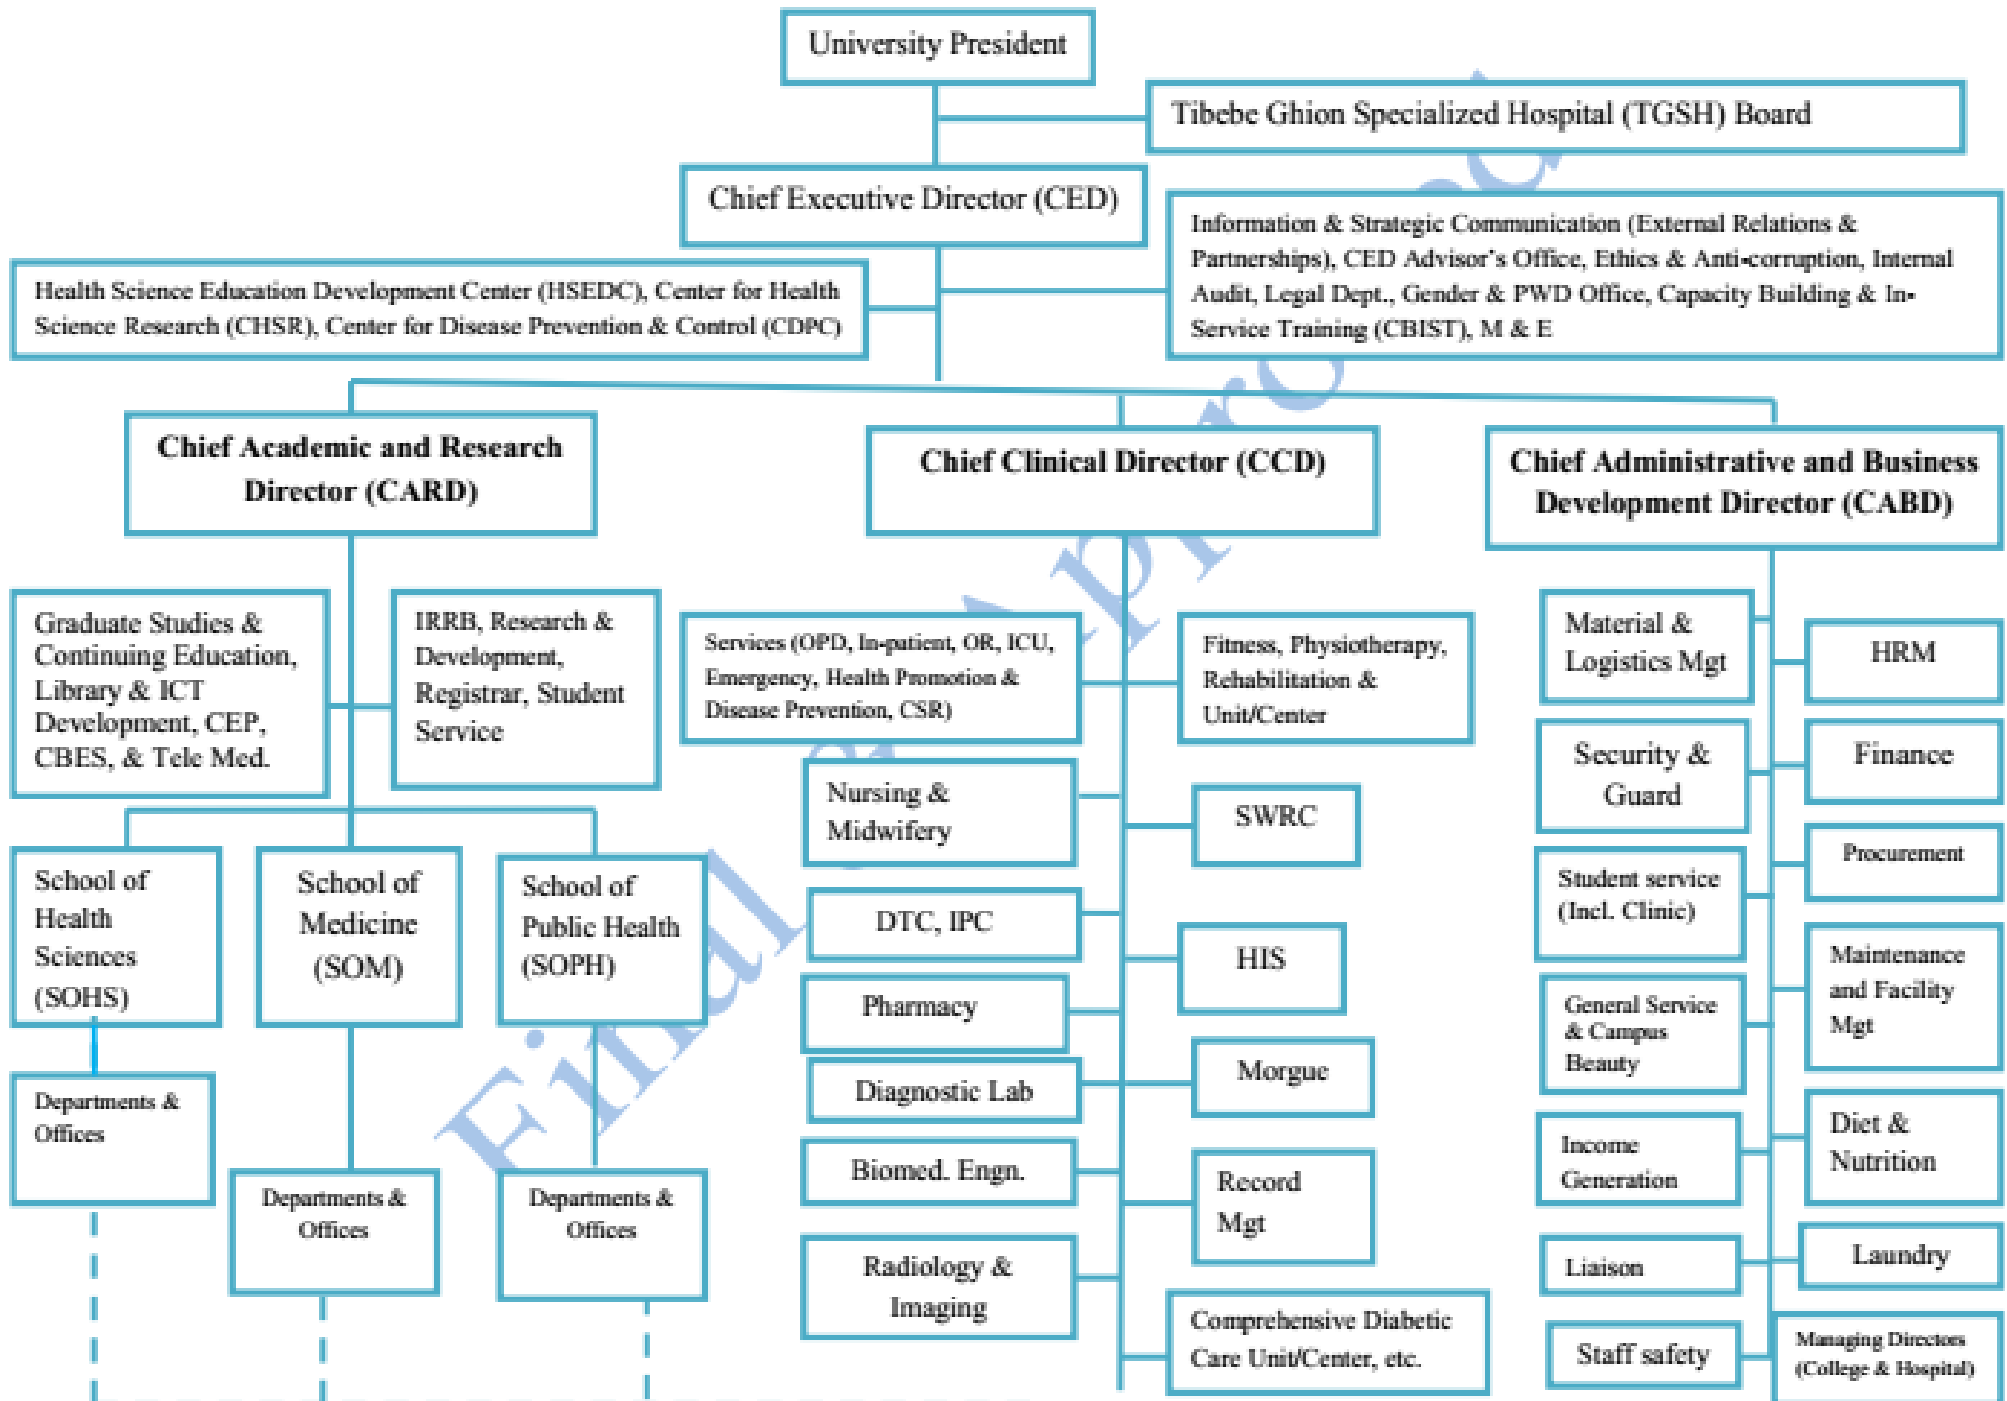 University President
Tibebe Ghion Specialized Hospital (TGSH) Board
Chief Executive Director (CED)
Information & Strategic Communication (External Relations &
Partnerships), CED Advisor's Office, Ethics & Anti-corruption, Internal
Audit, Legal Dept., Gender & PWD Office, Capacity Building & In-
Service Training (CBIST), M & E
Health Science Education Development Center (HSEDC), Center for Health
Science Research (CHSR), Center for Disease Prevention & Control (CDPC)
Chief Academic and Research
Director (CARD)
Chief Clinical Director (CCD)
Chief Administrative and Business
Development Director (CABD)
Graduate Studies &
Continuing Education,
Library & ICT
Development, CEP,
CBES, & Tele Med.
IRRB, Research &
Development,
Registrar, Student
Service
School of
Health
Sciences
(SOHS)
School of
Medicine
(SOM)
School of
Public Health
(SOPH)
Departments &
Offices
Departments &
Offices
Departments &
Offices
Services (OPD, In-patient, OR, ICU,
Emergency, Health Promotion &
Disease Prevention, CSR)
Fitness, Physiotherapy,
Rehabilitation &
Unit/Center
Nursing &
Midwifery
SWRC
DTC, IPC
HIS
Pharmacy
Diagnostic Lab
Morgue
Biomed. Engn.
Record
Mgt
Radiology &
Imaging
Comprehensive Diabetic
Care Unit/Center, etc.
Material &
Logistics Mgt
HRM
Security &
Guard
Finance
Procurement
Student service
(Incl. Clinic)
Maintenance
and Facility
Mgt
General Service
& Campus
Beauty
Income
Generation
Diet &
Nutrition
Liaison
Laundry
Staff safety
Managing Directors
(College & Hospital)
Final